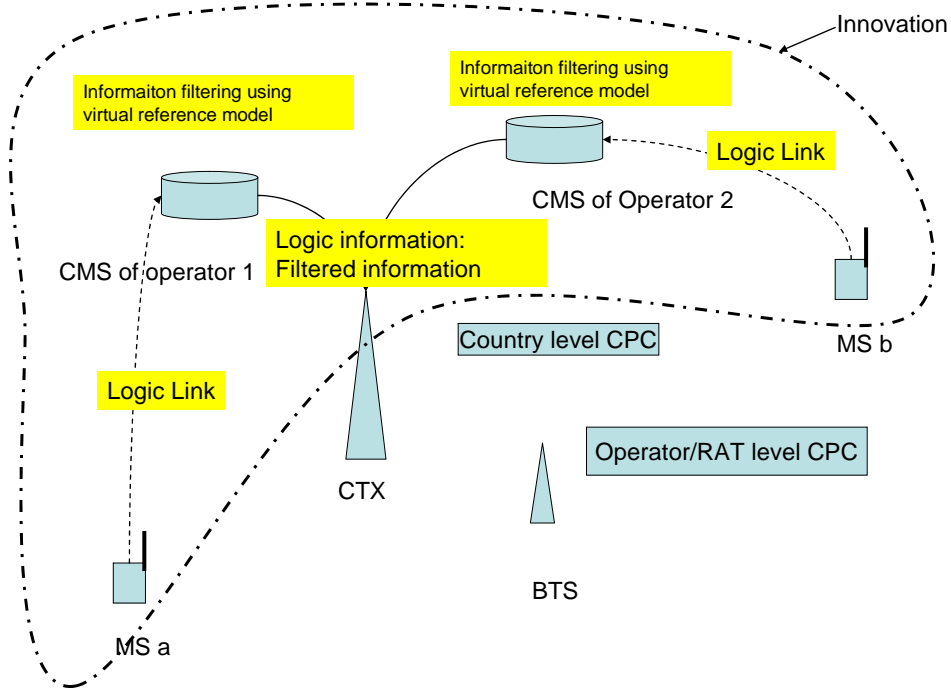 Innovation
Informaiton filtering using
virtual reference model
Informaiton filtering using
virtual reference model
Logic Link
CMS of Operator 2
Logic information:
Filtered information
CMS of operator 1
Country level CPC
MS b
Logic Link
Operator/RAT level CPC
CTX
BTS
MS a